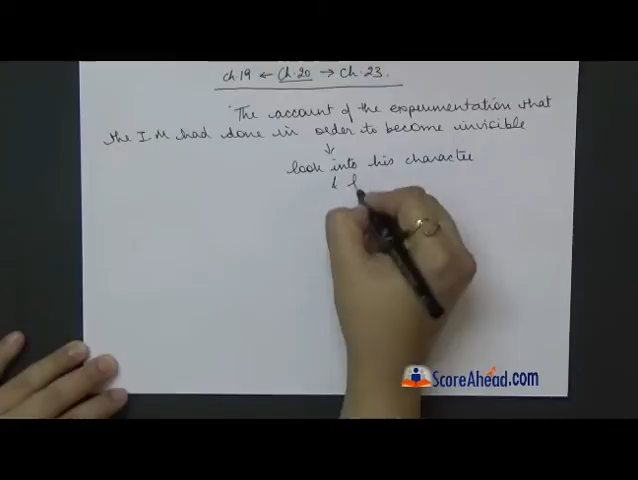 Ch.19 ← Ch.20 → Ch.23.
The account of the experimentation that
the I M had done in order to become invisible
↓
look into his character
&
ScoreAhead.com